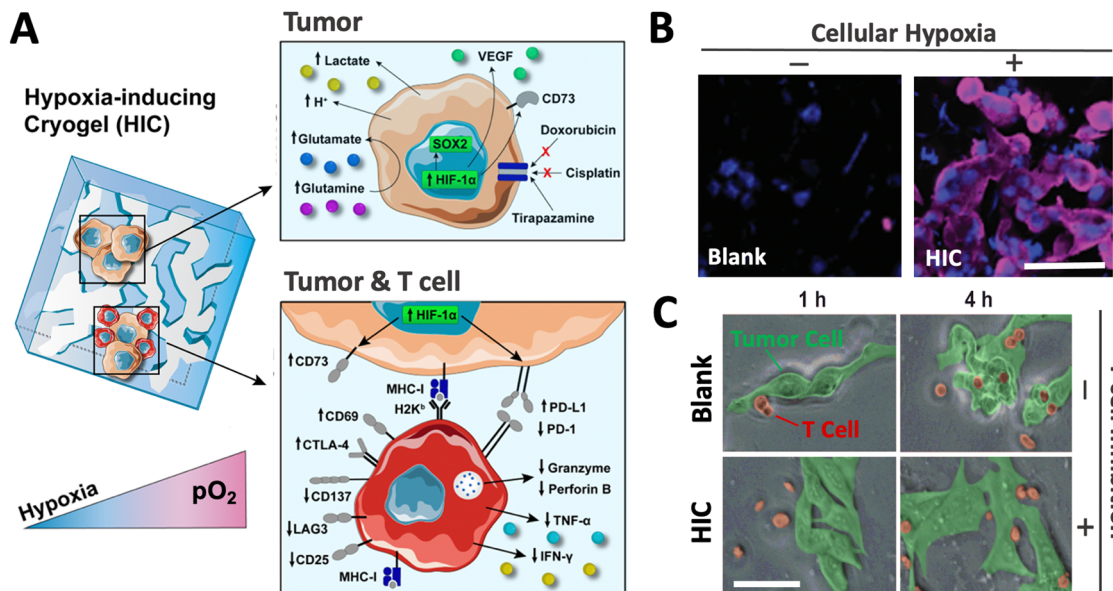 A
Hypoxia-inducing
Cryogel (HIC)
Hypoxia
pO₂
Tumor
↑ Lactate
↑ H⁺
↑Glutamate
↑Glutamine
SOX2
↑ HIF-1α
VEGF
CD73
Doxorubicin
X
X
Cisplatin
Tirapazamine
Tumor & T cell
↑ HIF-1α
↑CD73
MHC-I
H2Kᵇ
↑PD-L1
↓ PD-1
↑CD69
↑CTLA-4
↓CD137
↓LAG3
↓CD25
MHC-I
↓ Granzyme
↓ Perforin B
↓TNF-α
↓IFN-γ
B
Cellular Hypoxia
− +
Blank
HIC
C
1 h 4 h
Blank
Tumor Cell
T Cell
−
HIC
+